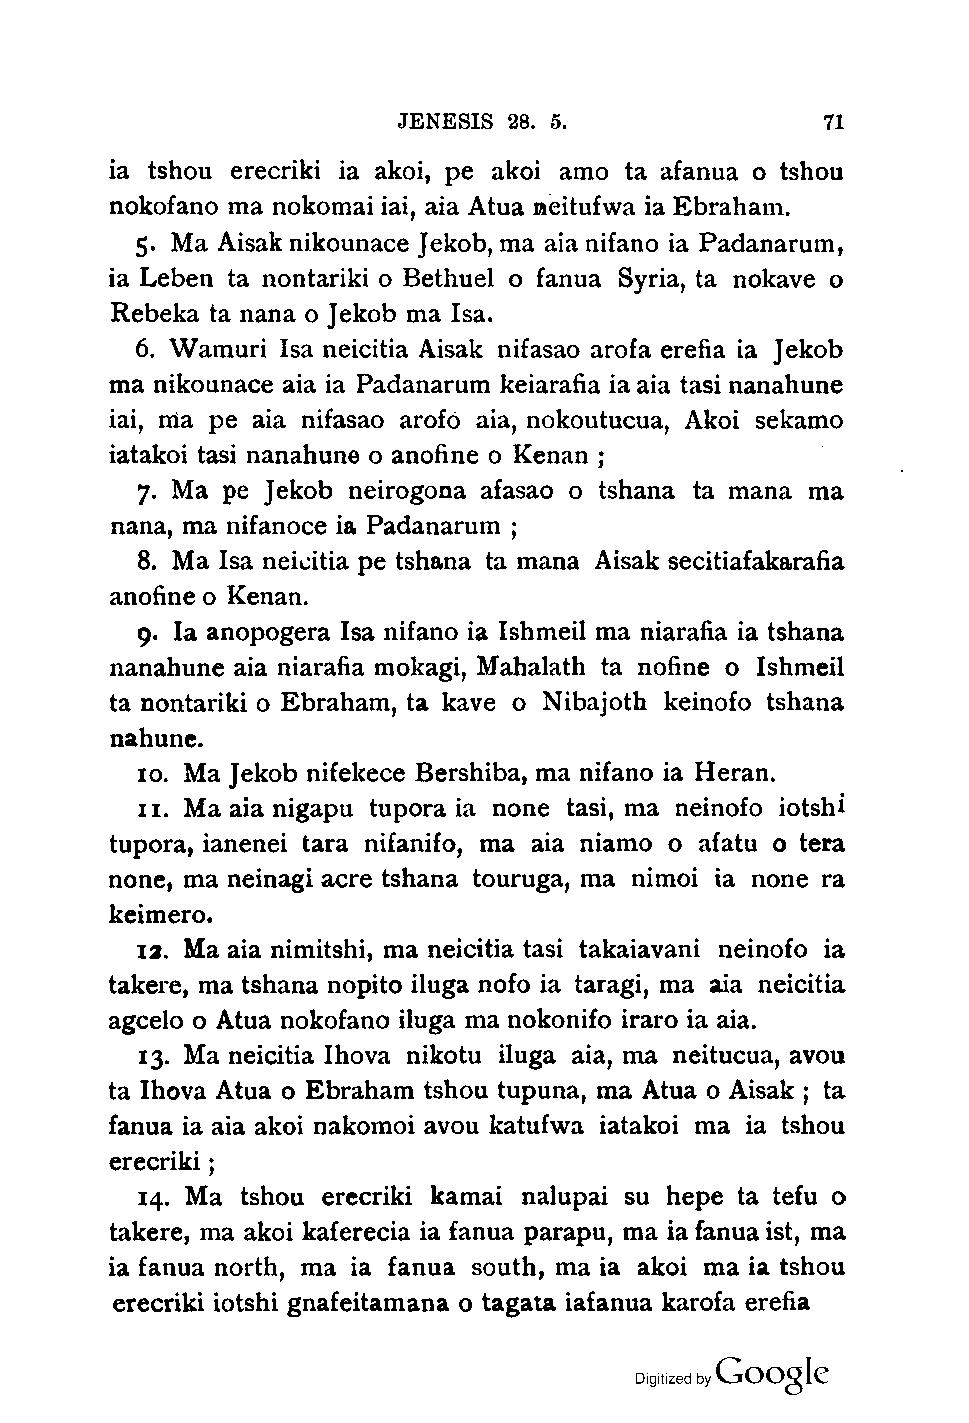 JENESIS 28. 5. 71
ia tshou erecriki ia akoi, pe akoi amo ta afanua o tshou
nokofano ma nokomai iai, aia Atua neitufwa ia Ebraham.
5. Ma Aisak nikounace Jekob, ma aia nifano ia Padanarum,
ia Leben ta nontariki o Bethuel o fanua Syria, ta nokave o
Rebeka ta nana o Jekob ma Isa.
6. Wamuri Isa neicitia Aisak nifasao arofa erefia ia Jekob
ma nikounace aia ia Padanarum keiarafia ia aia tasi nanahune
iai, ma pe aia nifasao arofo aia, nokoutucua, Akoi sekamo
iatakoi tasi nanahune o anofine o Kenan ;
7. Ma pe Jekob neirogona afasao o tshana ta mana ma
nana, ma nifanoce ia Padanarum ;
8. Ma Isa neicitia pe tshana ta mana Aisak secitiafakarafia
anofine o Kenan.
9. Ia anopogera Isa nifano ia Ishmeil ma niarafia ia tshana
nanahune aia niarafia mokagi, Mahalath ta nofine o Ishmeil
ta nontariki o Ebraham, ta kave o Nibajoth keinofo tshana
nahune.
10. Ma Jekob nifekece Bershiba, ma nifano ia Heran.
11. Ma aia nigapu tupora ia none tasi, ma neinofo iotshi
tupora, ianenei tara nifanifo, ma aia niamo o afatu o tera
none, ma neinagi acre tshana touruga, ma nimoi ia none ra
keimero.
12. Ma aia nimitshi, ma neicitia tasi takaiavani neinofo ia
takere, ma tshana nopito iluga nofo ia taragi, ma aia neicitia
agcelo o Atua nokofano iluga ma nokonifo iraro ia aia.
13. Ma neicitia Ihova nikotu iluga aia, ma neitucua, avou
ta Ihova Atua o Ebraham tshou tupuna, ma Atua o Aisak ; ta
fanua ia aia akoi nakomoi avou katufwa iatakoi ma ia tshou
erecriki ;
14. Ma tshou erecriki kamai nalupai su hepe ta tefu o
takere, ma akoi kaferecia ia fanua parapu, ma ia fanua ist, ma
ia fanua north, ma ia fanua south, ma ia akoi ma ia tshou
erecriki iotshi gnafeitamana o tagata iafanua karofa erefia
Digitized by Google